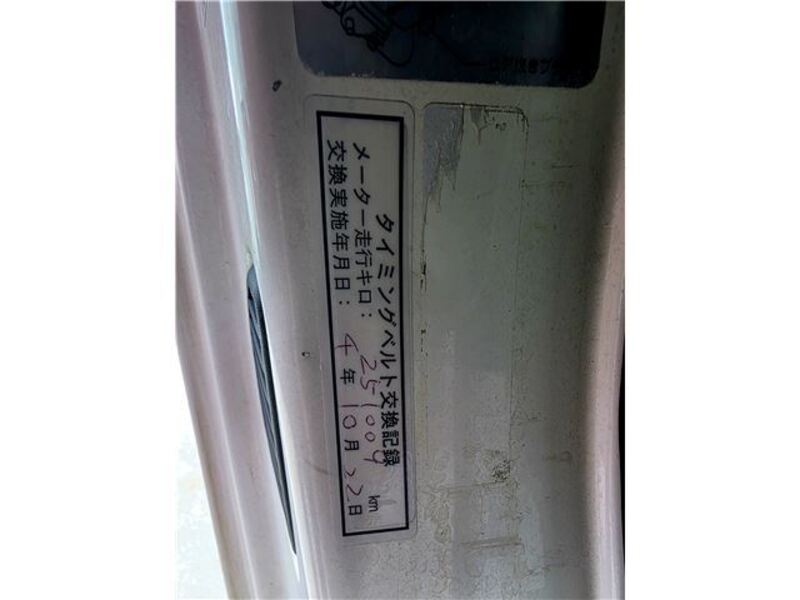 タイミングベルト交換記録
メーター走行キロ： 251009 km
交換実施年月日： 4年 10月 22日